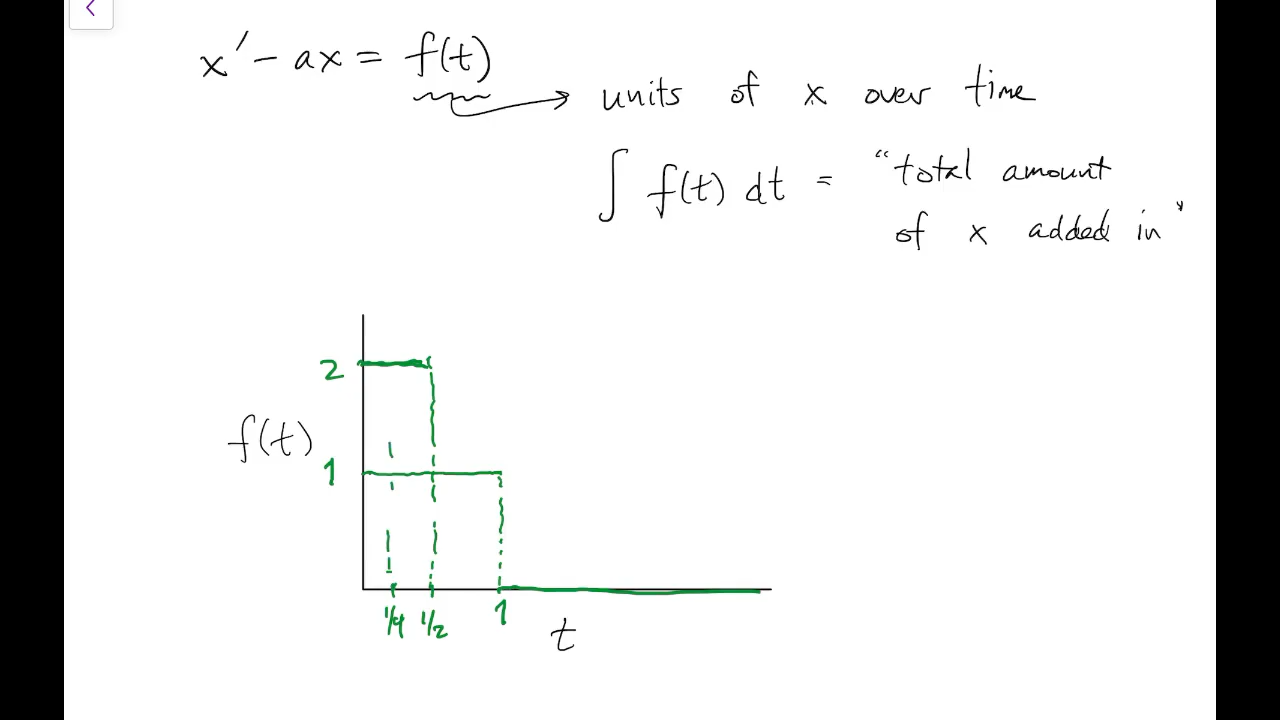 x' - ax = f(t)
units of x over time
∫ f(t) dt = "total amount
of x added in"
2
f(t)
1
1/4 1/2 1
t